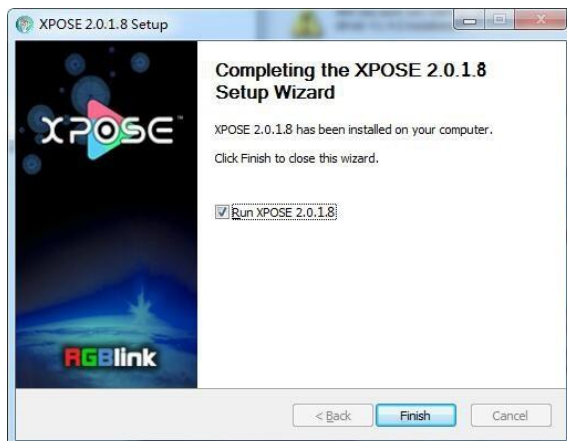 XPOSE 2.0.1.8 Setup
XPOSE™
Completing the XPOSE 2.0.1.8
Setup Wizard
XPOSE 2.0.1.8 has been installed on your computer.
Click Finish to close this wizard.
Run XPOSE 2.0.1.8
RGBlink
< Back
Finish
Cancel